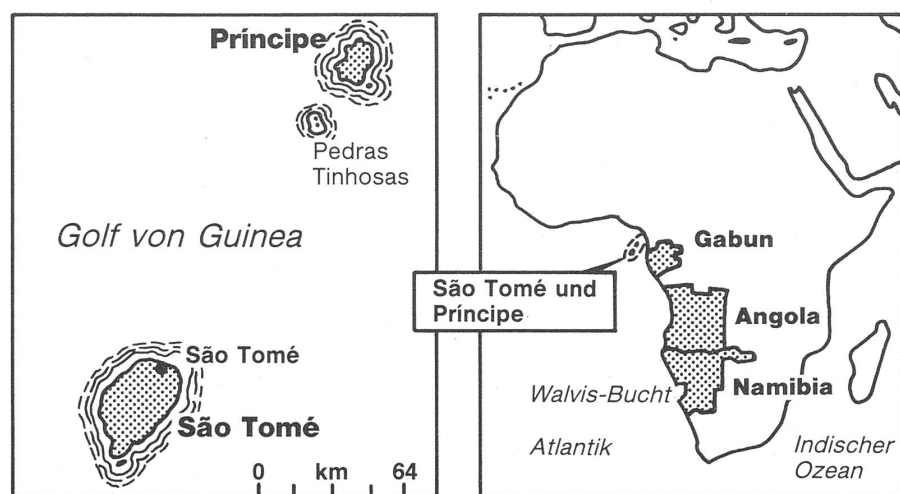 Príncipe
Pedras
Tinhosas
Golf von Guinea
São Tomé
São Tomé
0 km 64
Gabun
São Tomé und
Príncipe
Angola
Namibia
Walvis-Bucht
Atlantik
Indischer
Ozean